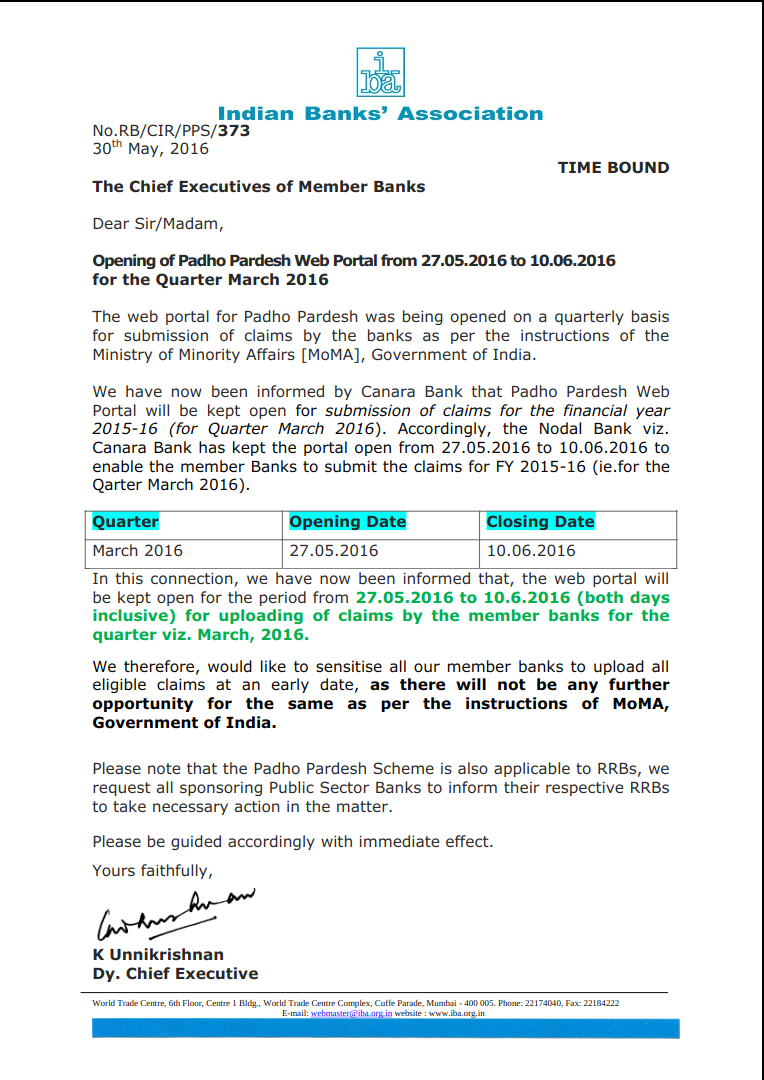 iba
Indian Banks’ Association
No.RB/CIR/PPS/373
30th May, 2016
TIME BOUND
The Chief Executives of Member Banks
Dear Sir/Madam,
Opening of Padho Pardesh Web Portal from 27.05.2016 to 10.06.2016
for the Quarter March 2016
The web portal for Padho Pardesh was being opened on a quarterly basis
for submission of claims by the banks as per the instructions of the
Ministry of Minority Affairs [MoMA], Government of India.
We have now been informed by Canara Bank that Padho Pardesh Web
Portal will be kept open for submission of claims for the financial year
2015-16 (for Quarter March 2016). Accordingly, the Nodal Bank viz.
Canara Bank has kept the portal open from 27.05.2016 to 10.06.2016 to
enable the member Banks to submit the claims for FY 2015-16 (ie.for the
Qarter March 2016).
Quarter Opening Date Closing Date
March 2016 27.05.2016 10.06.2016
In this connection, we have now been informed that, the web portal will
be kept open for the period from 27.05.2016 to 10.6.2016 (both days
inclusive) for uploading of claims by the member banks for the
quarter viz. March, 2016.
We therefore, would like to sensitise all our member banks to upload all
eligible claims at an early date, as there will not be any further
opportunity for the same as per the instructions of MoMA,
Government of India.
Please note that the Padho Pardesh Scheme is also applicable to RRBs, we
request all sponsoring Public Sector Banks to inform their respective RRBs
to take necessary action in the matter.
Please be guided accordingly with immediate effect.
Yours faithfully,
K Unnikrishnan
Dy. Chief Executive
World Trade Centre, 6th Floor, Centre 1 Bldg., World Trade Centre Complex, Cuffe Parade, Mumbai - 400 005. Phone: 22174040, Fax: 22184222
E-mail: webmaster@iba.org.in website : www.iba.org.in